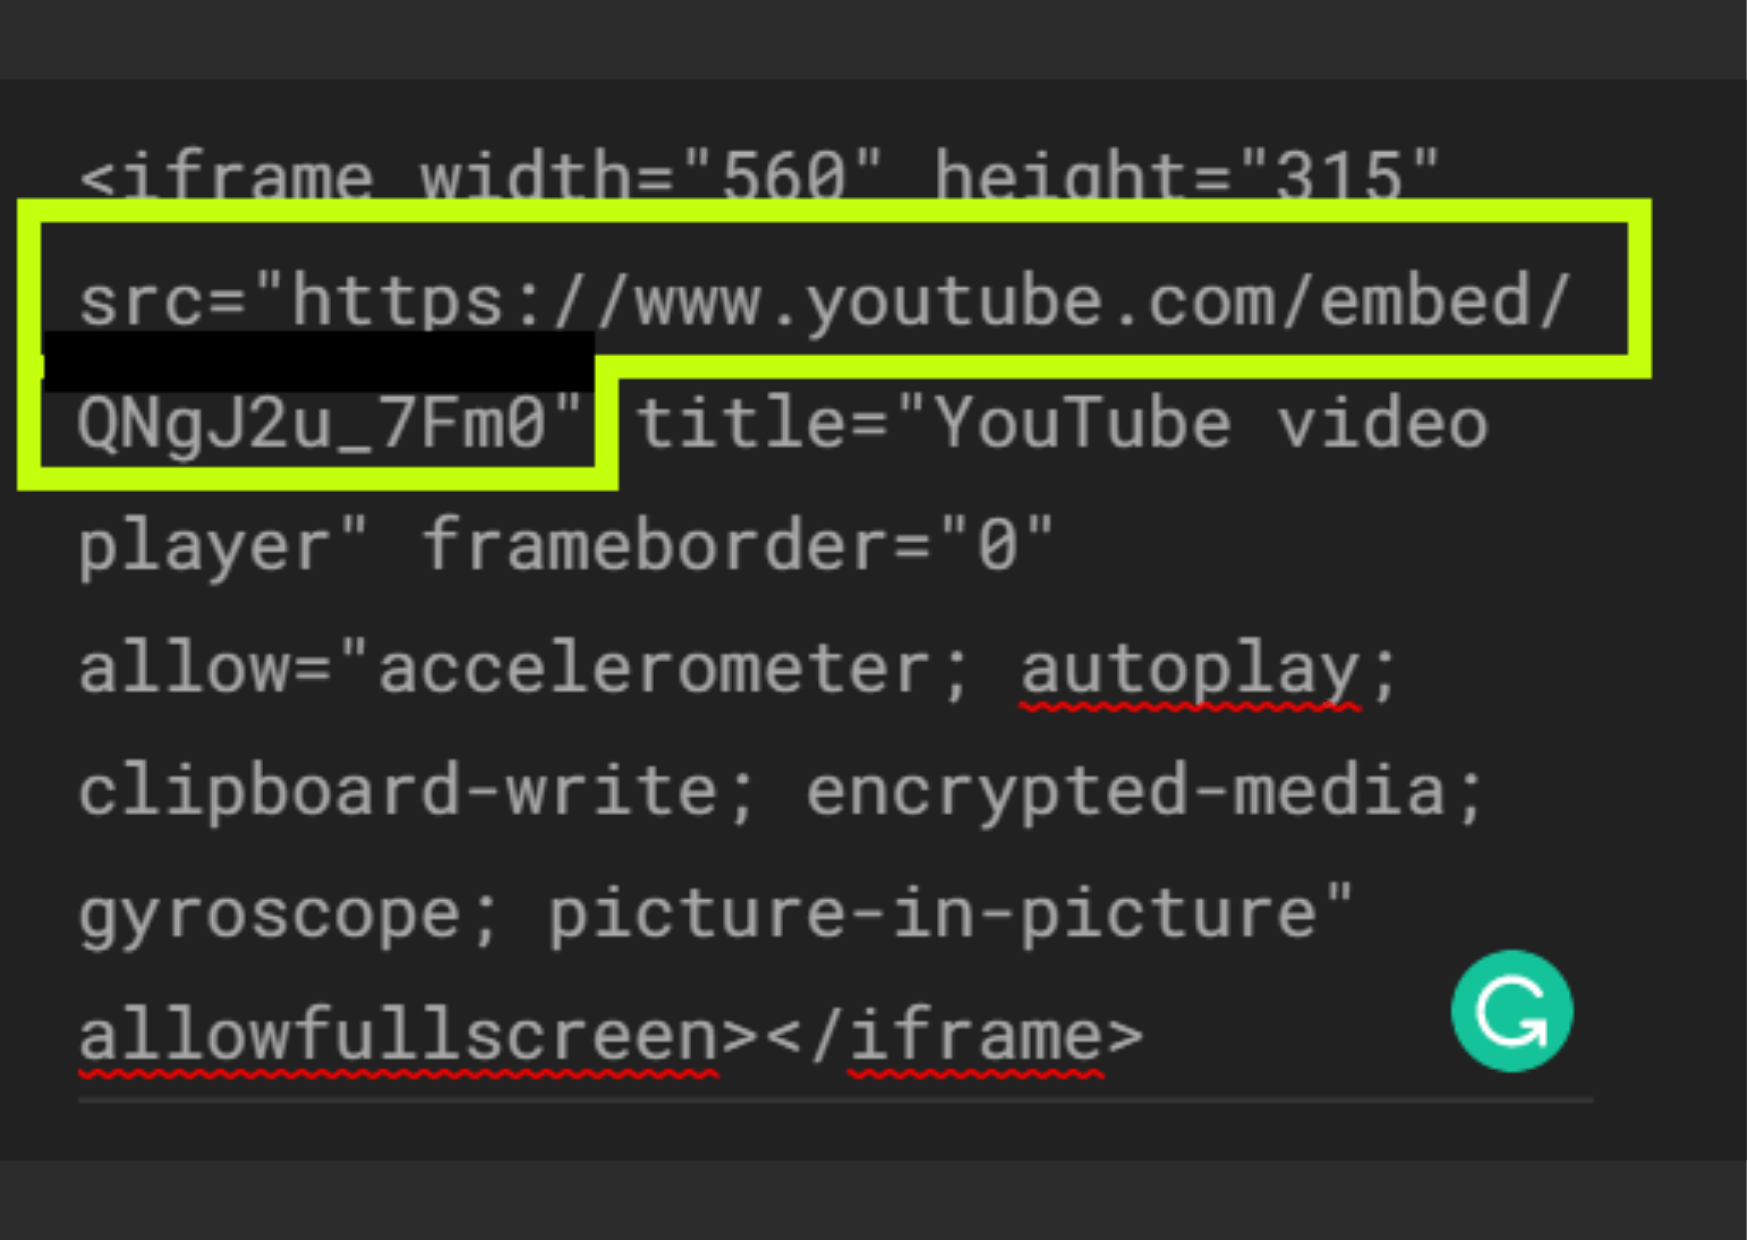 <iframe width="560" height="315"
src="https://www.youtube.com/embed/
QNgJ2u_7Fm0" title="YouTube video
player" frameborder="0"
allow="accelerometer; autoplay;
clipboard-write; encrypted-media;
gyroscope; picture-in-picture"
allowfullscreen></iframe>